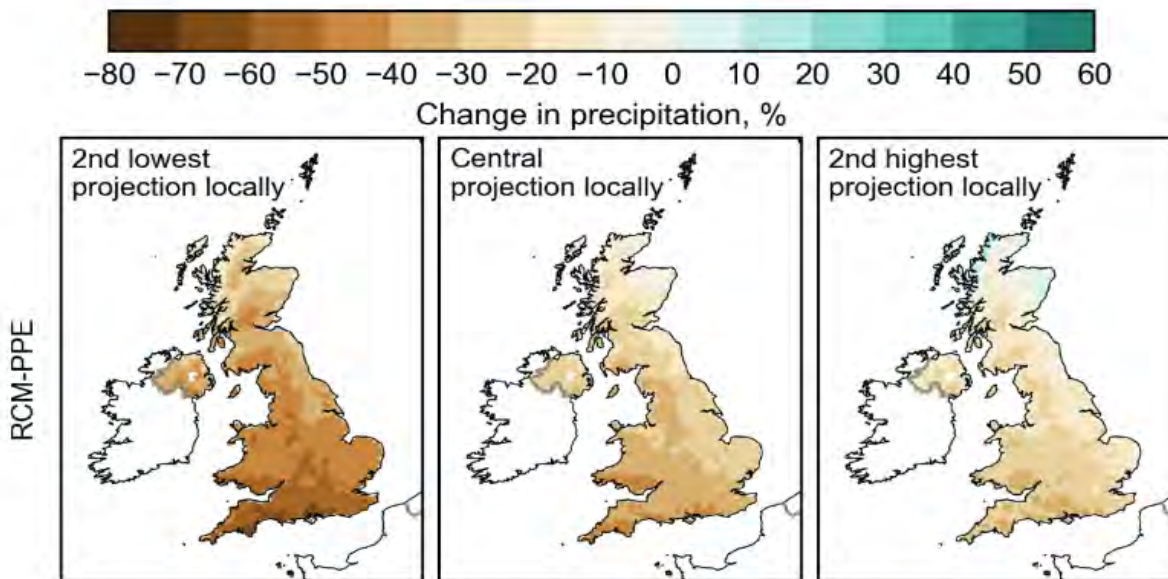 −80 −70 −60 −50 −40 −30 −20 −10 0 10 20 30 40 50 60
Change in precipitation, %
2nd lowest
projection locally
Central
projection locally
2nd highest
projection locally
RCM-PPE